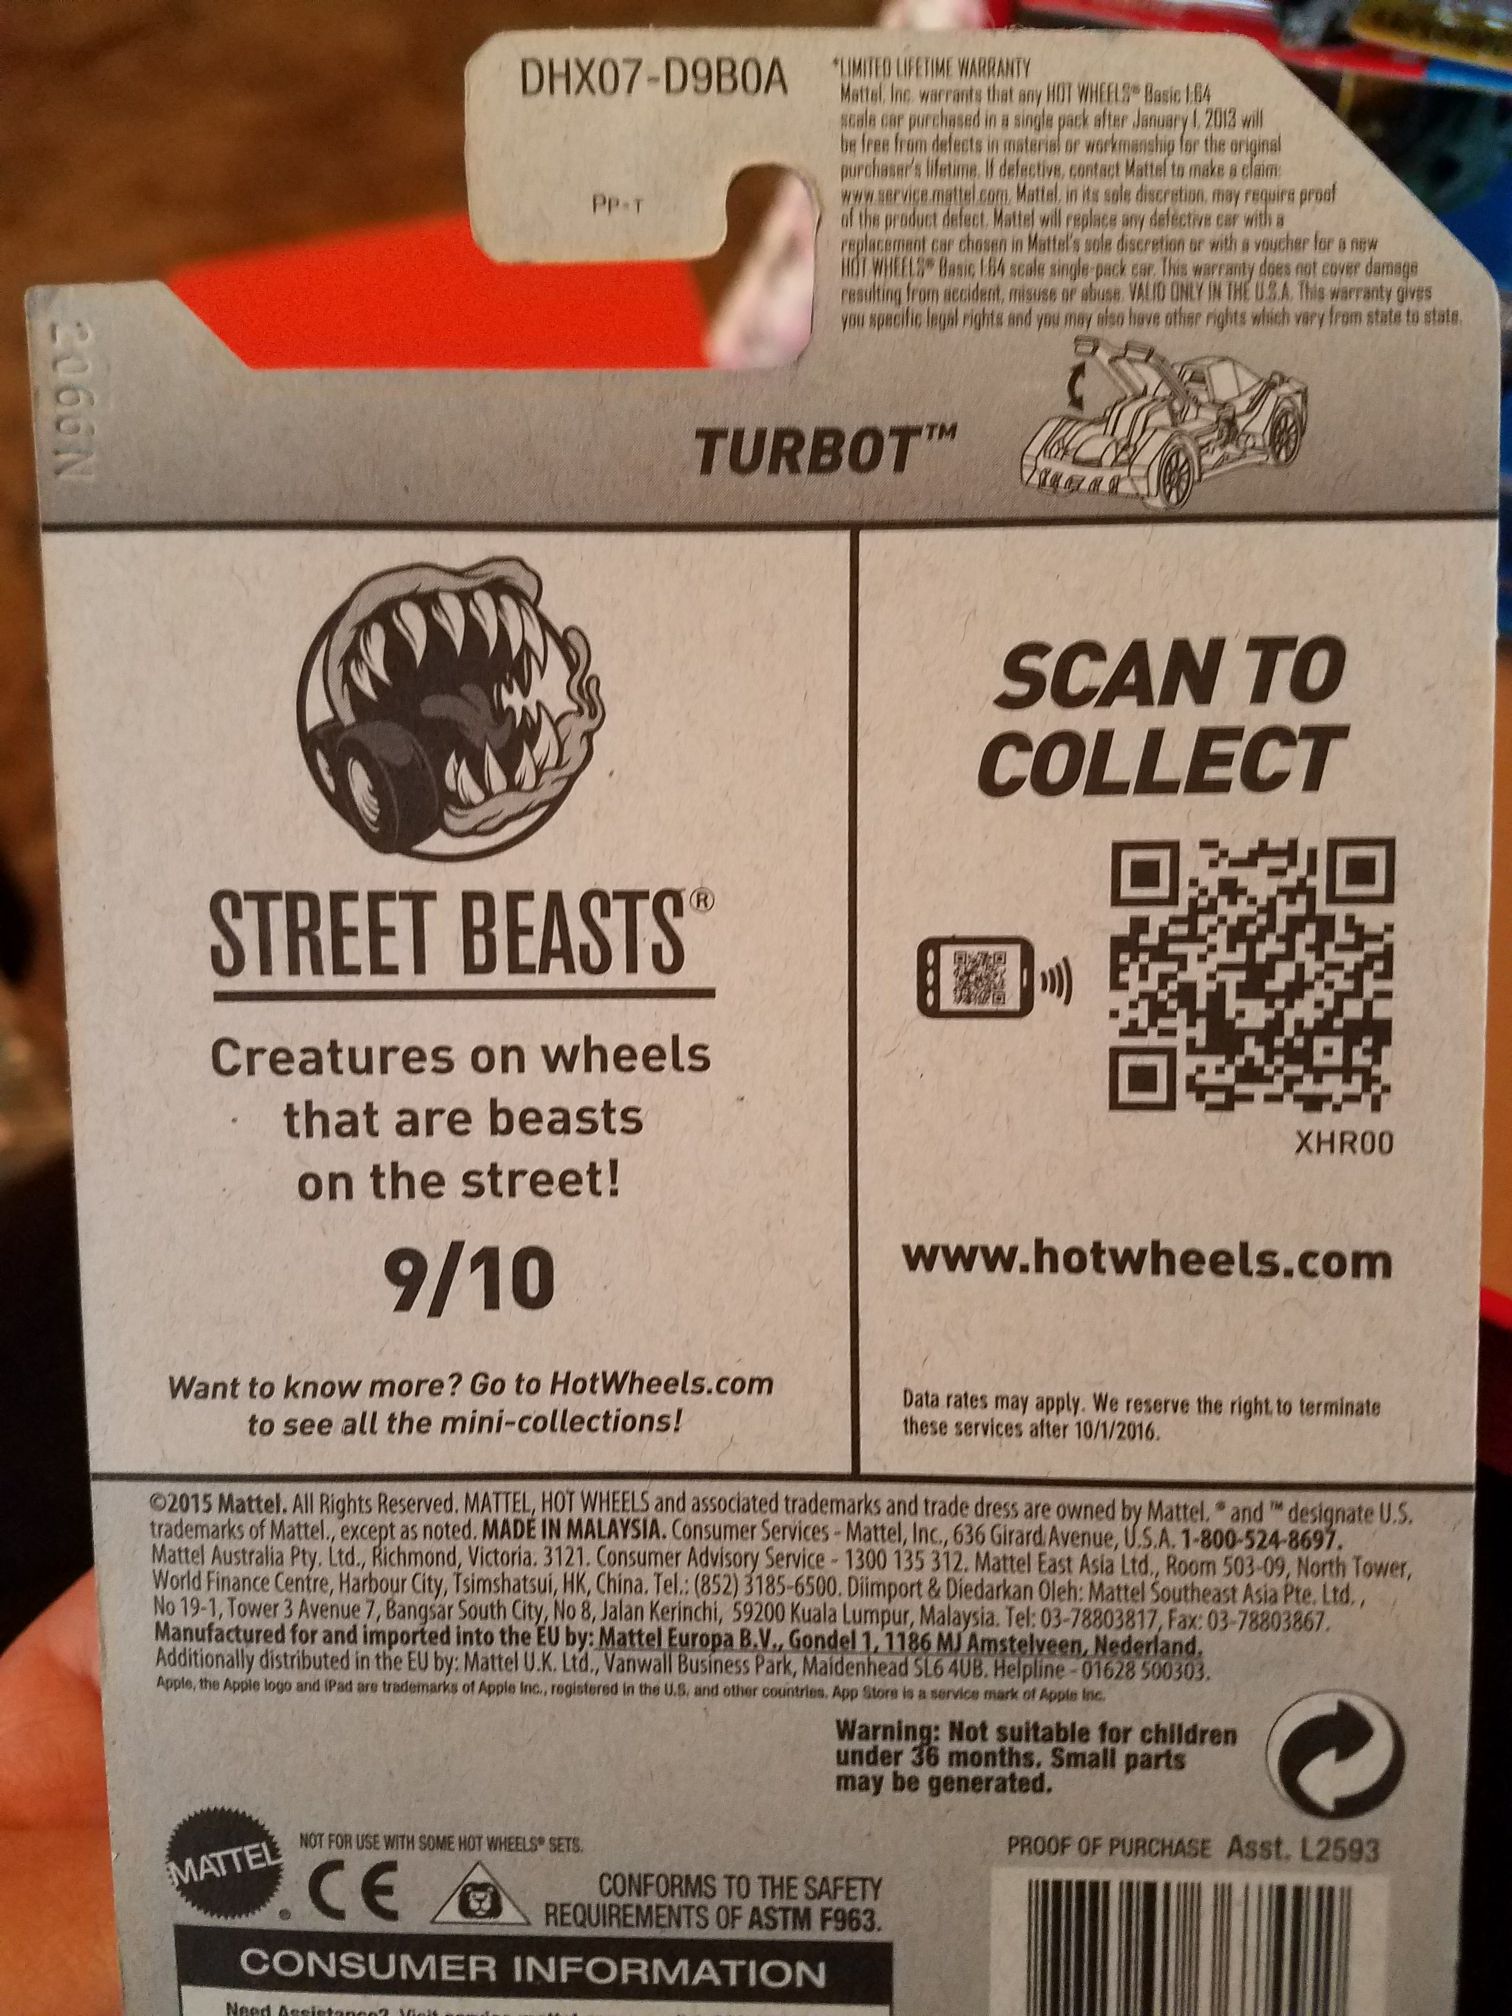 DHX07-D9B0A
Pp-T
*LIMITED LIFETIME WARRANTY
Mattel, Inc. warrants that any HOT WHEELS® Basic 1:64
scale car purchased in a single pack after January 1, 2013 will
be free from defects in material or workmanship for the original
purchaser's lifetime. If defective, contact Mattel to make a claim:
www.service.mattel.com. Mattel, in its sole discretion, may require proof
of the product defect. Mattel will replace any defective car with a
replacement car chosen in Mattel's sole discretion or with a voucher for a new
HOT WHEELS® Basic 1:64 scale single-pack car. This warranty does not cover damage
resulting from accident, misuse or abuse. VALID ONLY IN THE U.S.A. This warranty gives
you specific legal rights and you may also have other rights which vary from state to state.
2066N
TURBOT™
STREET BEASTS®
Creatures on wheels
that are beasts
on the street!
9/10
Want to know more? Go to HotWheels.com
to see all the mini-collections!
SCAN TO
COLLECT
XHR00
www.hotwheels.com
Data rates may apply. We reserve the right to terminate
these services after 10/1/2016.
©2015 Mattel. All Rights Reserved. MATTEL, HOT WHEELS and associated trademarks and trade dress are owned by Mattel. ® and ™ designate U.S.
trademarks of Mattel., except as noted. MADE IN MALAYSIA. Consumer Services - Mattel, Inc., 636 Girard Avenue, U.S.A. 1-800-524-8697.
Mattel Australia Pty. Ltd., Richmond, Victoria. 3121. Consumer Advisory Service - 1300 135 312. Mattel East Asia Ltd., Room 503-09, North Tower,
World Finance Centre, Harbour City, Tsimshatsui, HK, China. Tel.: (852) 3185-6500. Diimport & Diedarkan Oleh: Mattel Southeast Asia Pte. Ltd.,
No 19-1, Tower 3 Avenue 7, Bangsar South City, No 8, Jalan Kerinchi, 59200 Kuala Lumpur, Malaysia. Tel: 03-78803817, Fax: 03-78803867.
Manufactured for and imported into the EU by: Mattel Europa B.V., Gondel 1, 1186 MJ Amstelveen, Nederland.
Additionally distributed in the EU by: Mattel U.K. Ltd., Vanwall Business Park, Maidenhead SL6 4UB. Helpline - 01628 500303.
Apple, the Apple logo and iPad are trademarks of Apple Inc., registered in the U.S. and other countries. App Store is a service mark of Apple Inc.
Warning: Not suitable for children
under 36 months. Small parts
may be generated.
MATTEL®
NOT FOR USE WITH SOME HOT WHEELS® SETS.
CE
CONFORMS TO THE SAFETY
REQUIREMENTS OF ASTM F963.
PROOF OF PURCHASE Asst. L2593
CONSUMER INFORMATION
Need Assistance? Visit